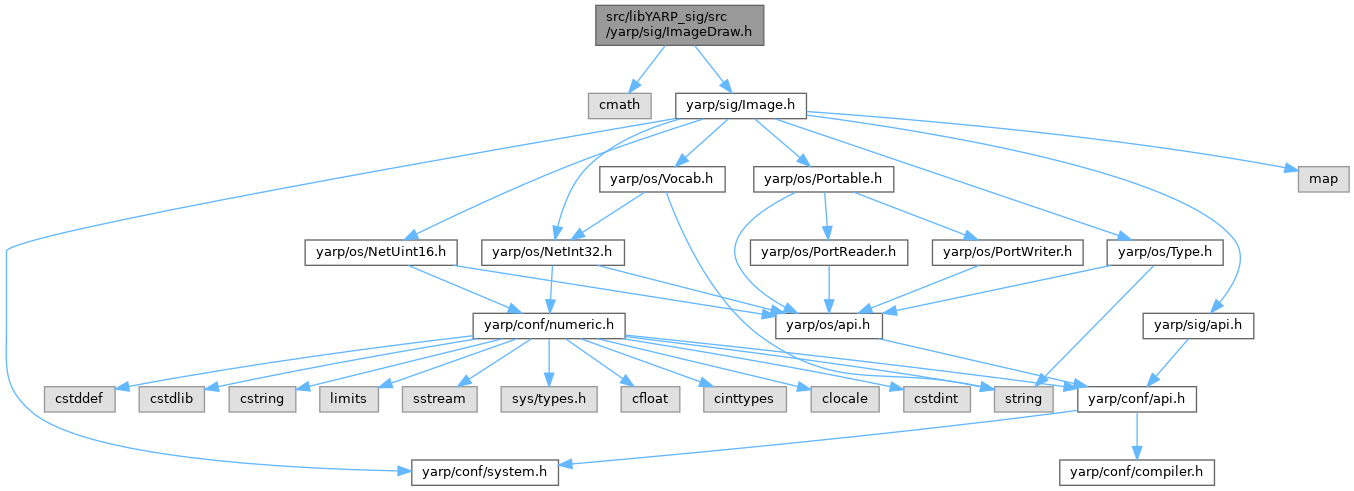 src/libYARP_sig/src
/yarp/sig/ImageDraw.h
cmath
yarp/sig/Image.h
yarp/os/Vocab.h
yarp/os/Portable.h
map
yarp/os/NetUint16.h
yarp/os/NetInt32.h
yarp/os/PortReader.h
yarp/os/PortWriter.h
yarp/os/Type.h
yarp/conf/numeric.h
yarp/os/api.h
yarp/sig/api.h
cstddef
cstdlib
cstring
limits
sstream
sys/types.h
cfloat
cinttypes
clocale
cstdint
string
yarp/conf/api.h
yarp/conf/system.h
yarp/conf/compiler.h